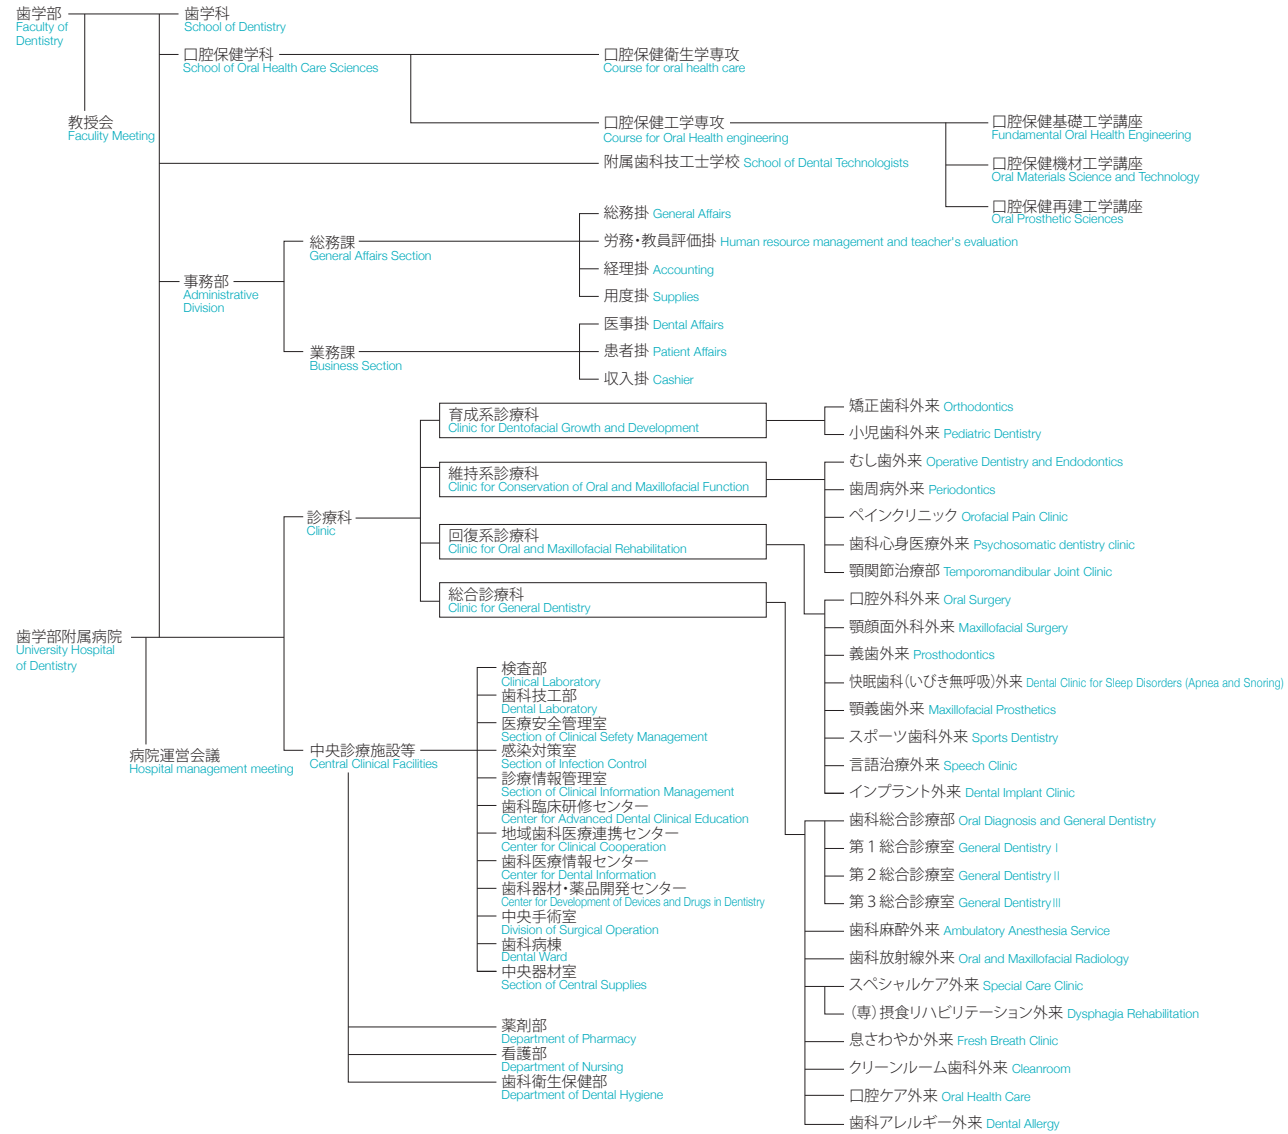 歯学部
Faculty of
Dentistry
教授会
Faculity Meeting
歯学科
School of Dentistry
口腔保健学科
School of Oral Health Care Sciences
口腔保健衛生学専攻
Course for oral health care
口腔保健工学専攻
Course for Oral Health engineering
口腔保健基礎工学講座
Fundamental Oral Health Engineering
口腔保健機材工学講座
Oral Materials Science and Technology
口腔保健再建工学講座
Oral Prosthetic Sciences
附属歯科技工士学校 School of Dental Technologists
事務部
Administrative
Division
総務課
General Affairs Section
総務掛 General Affairs
労務・教員評価掛 Human resource management and teacher's evaluation
経理掛 Accounting
用度掛 Supplies
業務課
Business Section
医事掛 Dental Affairs
患者掛 Patient Affairs
収入掛 Cashier
歯学部附属病院
University Hospital
of Dentistry
病院運営会議
Hospital management meeting
診療科
Clinic
育成系診療科
Clinic for Dentofacial Growth and Development
矯正歯科外来 Orthodontics
小児歯科外来 Pediatric Dentistry
維持系診療科
Clinic for Conservation of Oral and Maxillofacial Function
むし歯外来 Operative Dentistry and Endodontics
歯周病外来 Periodontics
ペインクリニック Orofacial Pain Clinic
歯科心身医療外来 Psychosomatic dentistry clinic
顎関節治療部 Temporomandibular Joint Clinic
回復系診療科
Clinic for Oral and Maxillofacial Rehabilitation
口腔外科外来 Oral Surgery
顎顔面外科外来 Maxillofacial Surgery
義歯外来 Prosthodontics
快眠歯科(いびき無呼吸)外来 Dental Clinic for Sleep Disorders (Apnea and Snoring)
顎義歯外来 Maxillofacial Prosthetics
スポーツ歯科外来 Sports Dentistry
言語治療外来 Speech Clinic
インプラント外来 Dental Implant Clinic
総合診療科
Clinic for General Dentistry
歯科総合診療部 Oral Diagnosis and General Dentistry
第1総合診療室 General Dentistry Ⅰ
第2総合診療室 General Dentistry Ⅱ
第3総合診療室 General Dentistry Ⅲ
歯科麻酔外来 Ambulatory Anesthesia Service
歯科放射線外来 Oral and Maxillofacial Radiology
スペシャルケア外来 Special Care Clinic
(専)摂食リハビリテーション外来 Dysphagia Rehabilitation
息さわやか外来 Fresh Breath Clinic
クリーンルーム歯科外来 Cleanroom
口腔ケア外来 Oral Health Care
歯科アレルギー外来 Dental Allergy
中央診療施設等
Central Clinical Facilities
検査部
Clinical Laboratory
歯科技工部
Dental Laboratory
医療安全管理室
Section of Clinical Safety Management
感染対策室
Section of Infection Control
診療情報管理室
Section of Clinical Information Management
歯科臨床研修センター
Center for Advanced Dental Clinical Education
地域歯科医療連携センター
Center for Clinical Cooperation
歯科医療情報センター
Center for Dental Information
歯科器材・薬品開発センター
Center for Development of Devices and Drugs in Dentistry
中央手術室
Division of Surgical Operation
歯科病棟
Dental Ward
中央器材室
Section of Central Supplies
薬剤部
Department of Pharmacy
看護部
Department of Nursing
歯科衛生保健部
Department of Dental Hygiene